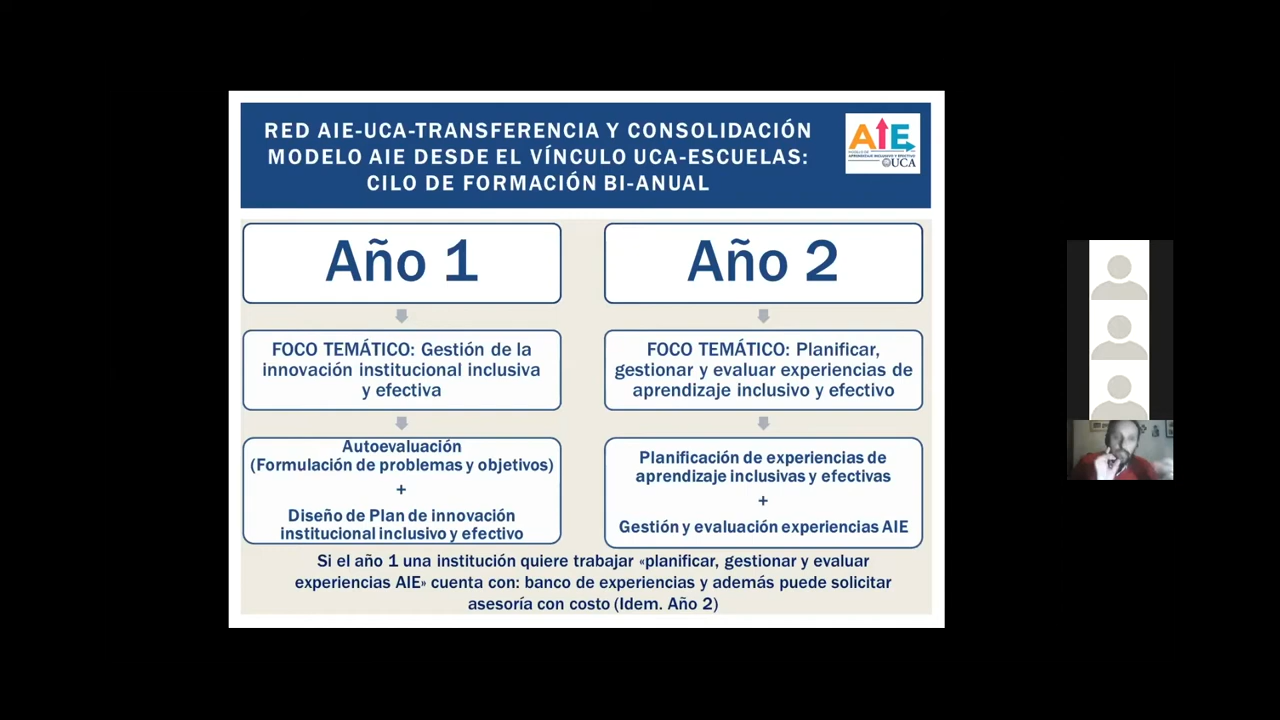 RED AIE-UCA-TRANSFERENCIA Y CONSOLIDACIÓN
MODELO AIE DESDE EL VÍNCULO UCA-ESCUELAS:
CILO DE FORMACIÓN BI-ANUAL
AIE
APRENDIZAJE INCLUSIVO Y EFECTIVO
UCA
Año 1
FOCO TEMÁTICO: Gestión de la
innovación institucional inclusiva
y efectiva
Autoevaluación
(Formulación de problemas y objetivos)
+
Diseño de Plan de innovación
institucional inclusivo y efectivo
Año 2
FOCO TEMÁTICO: Planificar,
gestionar y evaluar experiencias de
aprendizaje inclusivo y efectivo
Planificación de experiencias de
aprendizaje inclusivas y efectivas
+
Gestión y evaluación experiencias AIE
Si el año 1 una institución quiere trabajar «planificar, gestionar y evaluar
experiencias AIE» cuenta con: banco de experiencias y además puede solicitar
asesoría con costo (Idem. Año 2)